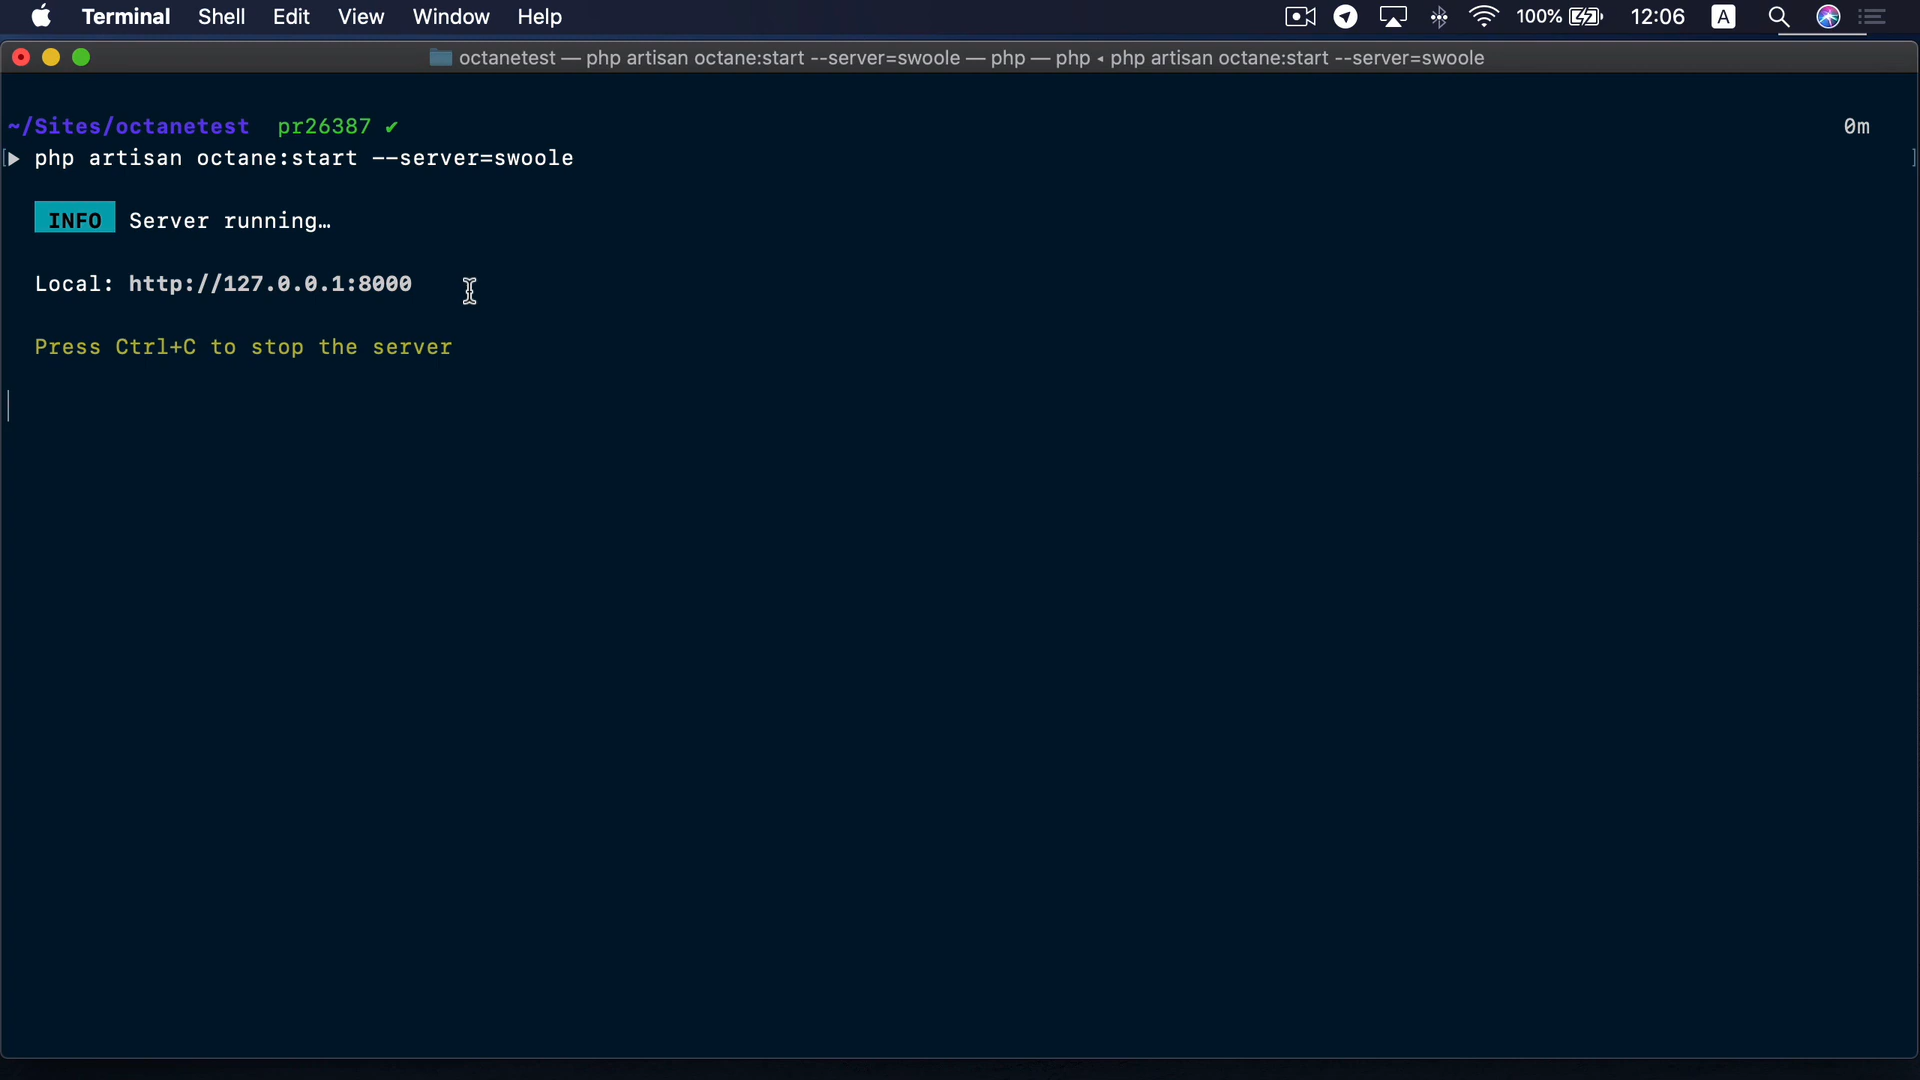 Terminal Shell Edit View Window Help 100% 12:06 A
octanetest — php artisan octane:start --server=swoole — php — php ◂ php artisan octane:start --server=swoole
~/Sites/octanetest pr26387 ✔ 0m
[▶ php artisan octane:start --server=swoole ]
INFO Server running…
Local: http://127.0.0.1:8000
Press Ctrl+C to stop the server